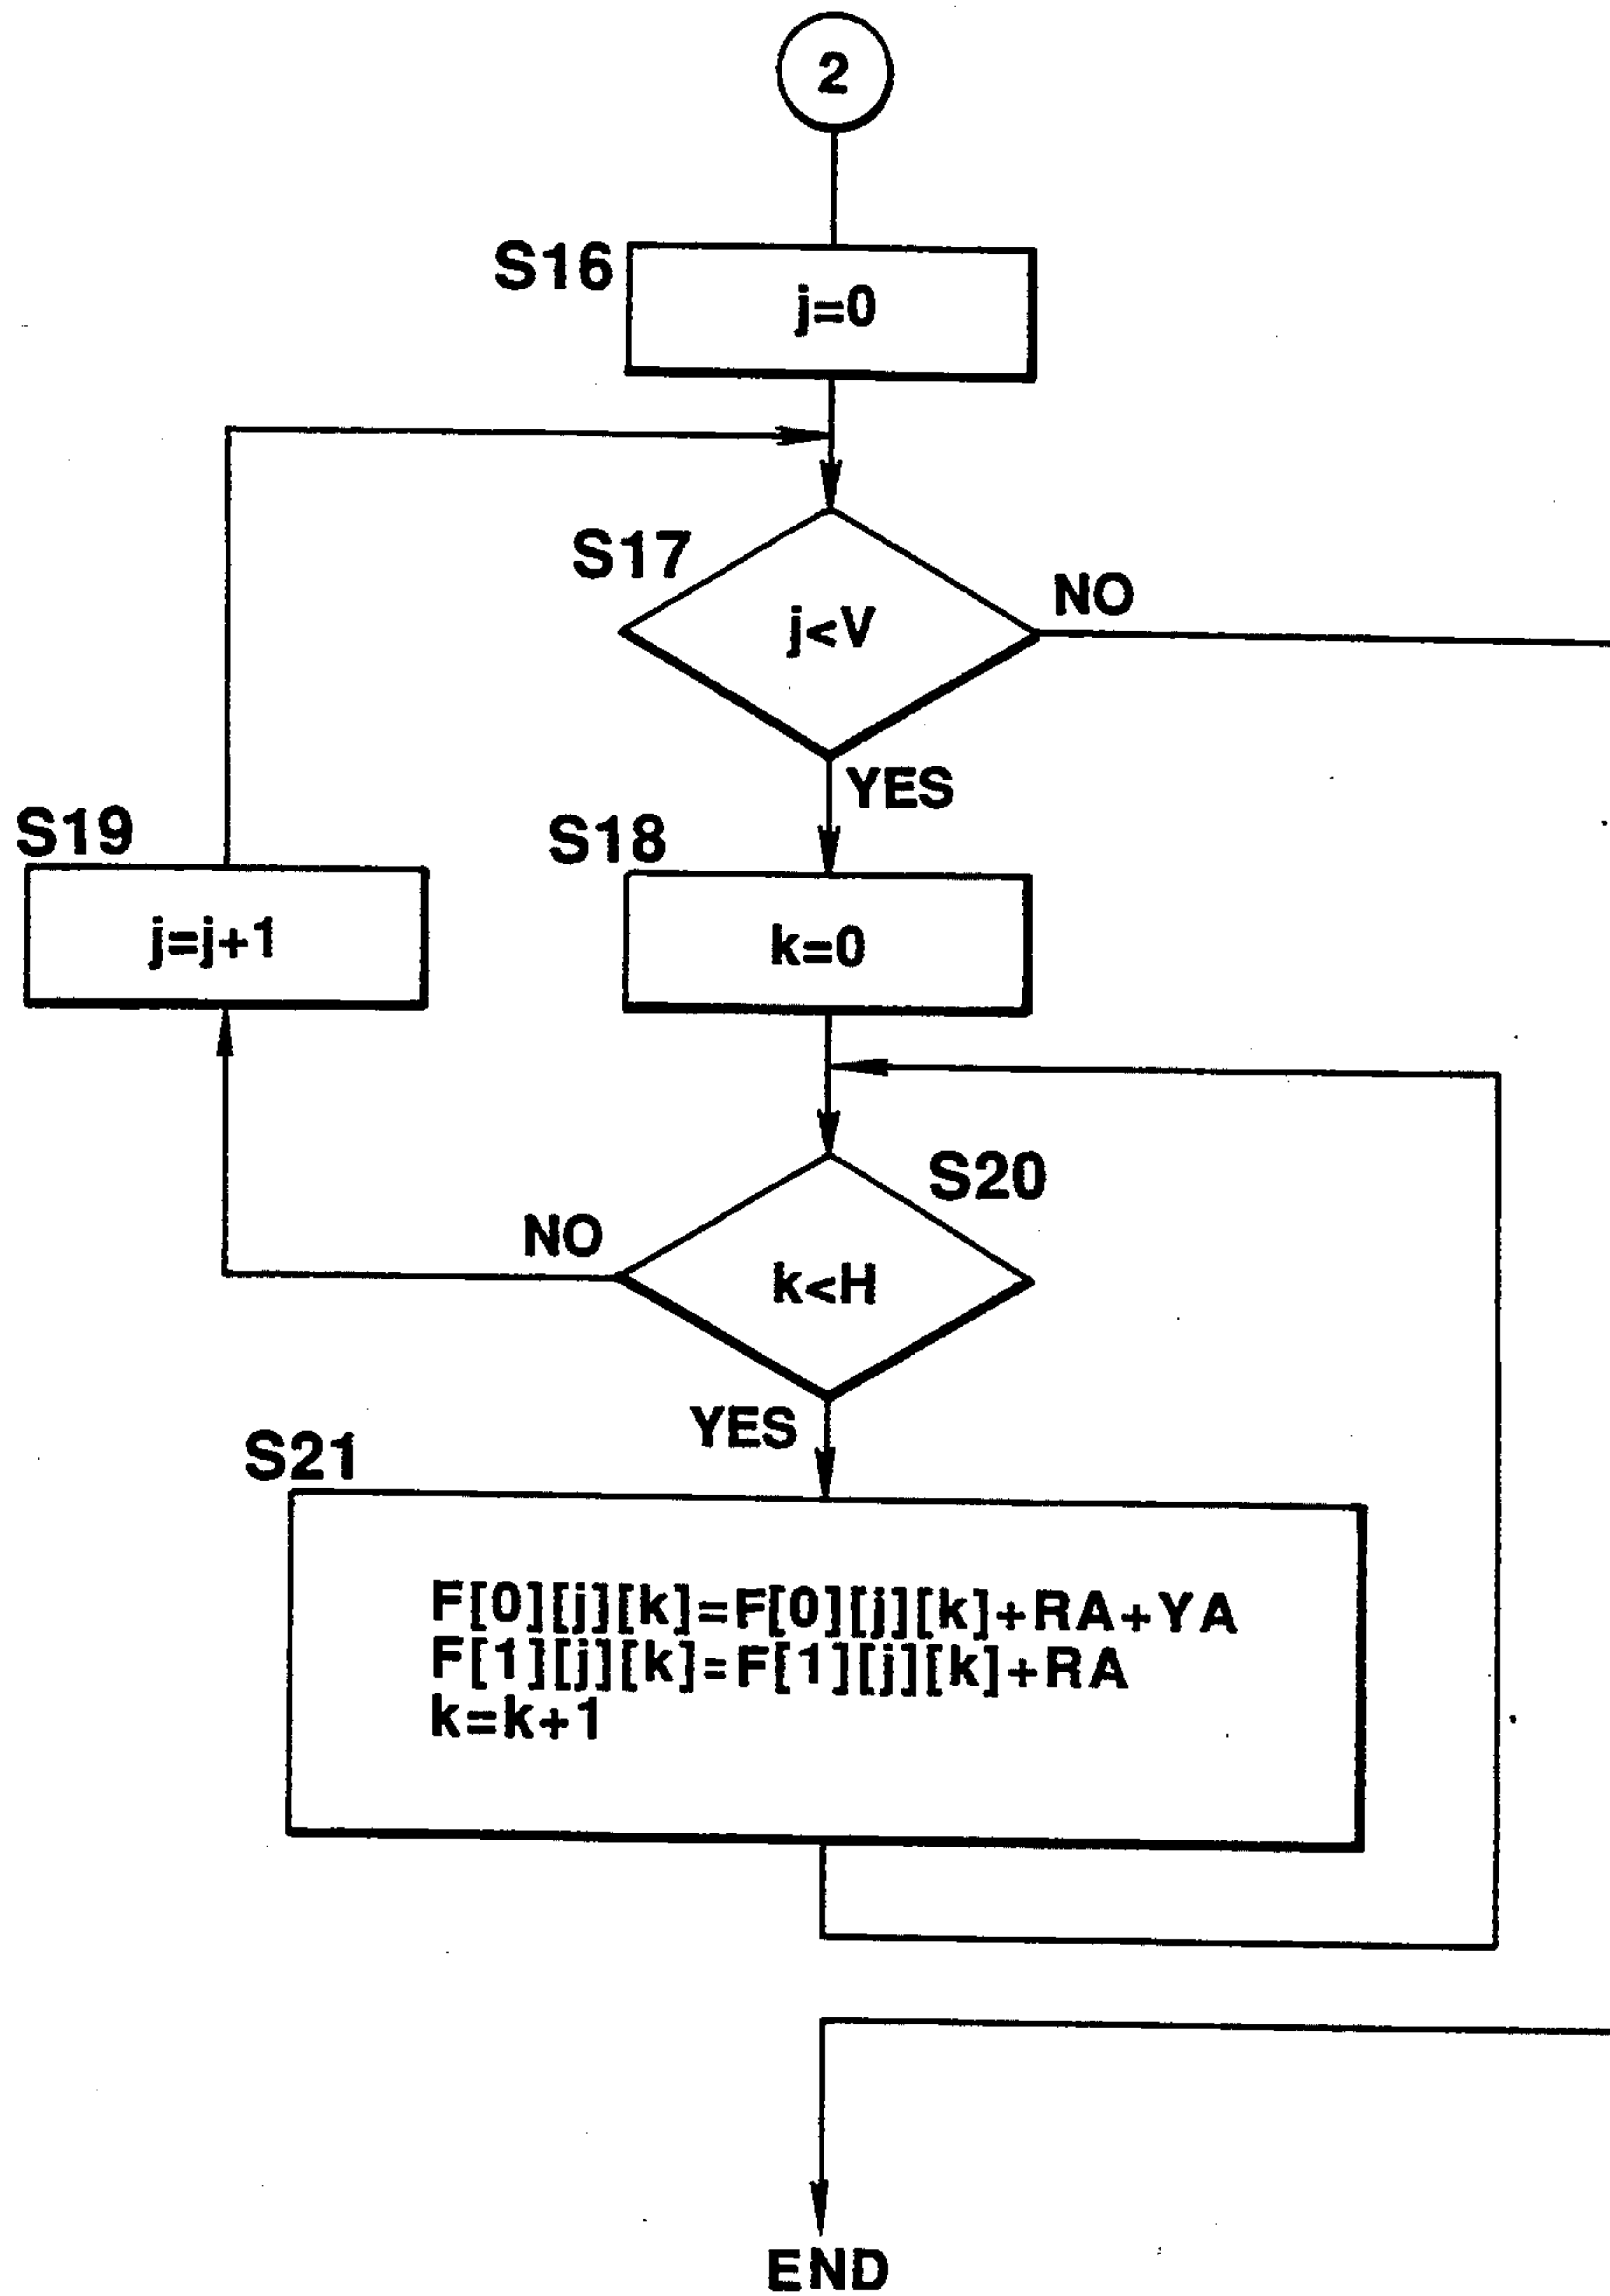 2
S16
j=0
S17
j<V
NO
YES
S19
S18
j=j+1
k=0
S20
NO
k<H
YES
S21
F[0][j][k]=F[0][j][k]+RA+YA
F[1][j][k]=F[1][j][k]+RA
k=k+1
END